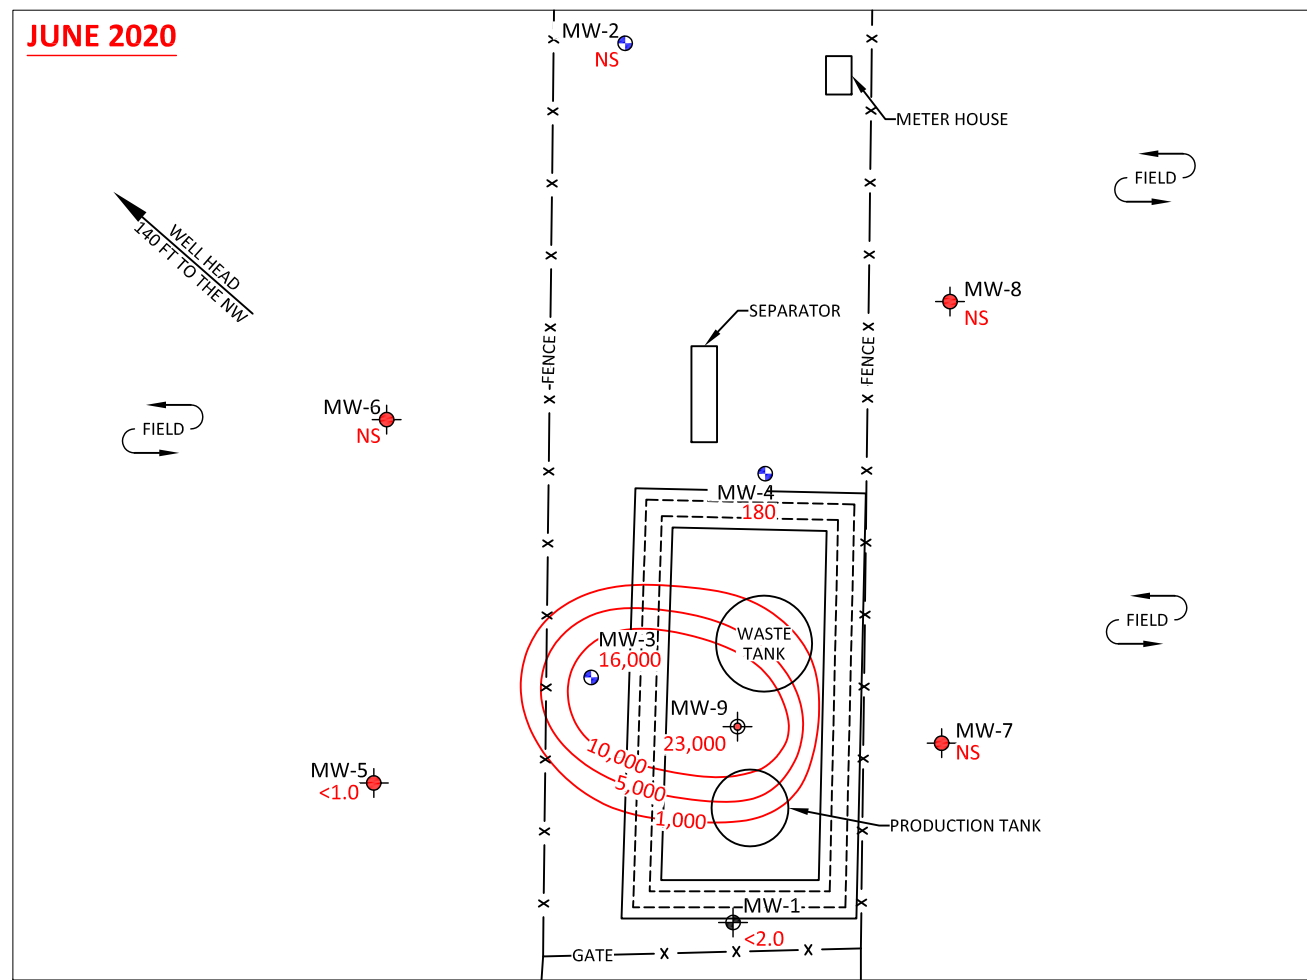 JUNE 2020
MW-2
NS
METER HOUSE
FIELD
WELL HEAD
140 FT TO THE NW
MW-8
NS
SEPARATOR
FENCE
FENCE
MW-6
NS
FIELD
MW-4
180
WASTE
TANK
FIELD
MW-3
16,000
MW-9
23,000
MW-7
NS
10,000
5,000
1,000
MW-5
<1.0
PRODUCTION TANK
MW-1
<2.0
GATE